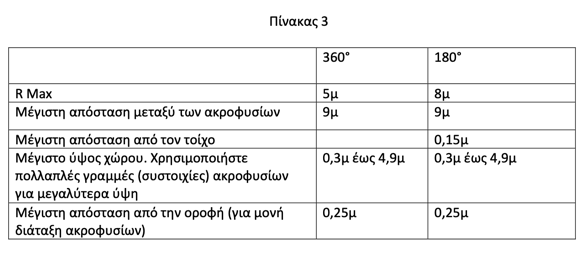 Πίνακας 3
360° 180°
R Max 5μ 8μ
Μέγιστη απόσταση μεταξύ των ακροφυσίων 9μ 9μ
Μέγιστη απόσταση από τον τοίχο 0,15μ
Μέγιστο ύψος χώρου. Χρησιμοποιήστε 0,3μ έως 4,9μ 0,3μ έως 4,9μ
πολλαπλές γραμμές (συστοιχίες) ακροφυσίων
για μεγαλύτερα ύψη
Μέγιστη απόσταση από την οροφή (για μονή 0,25μ 0,25μ
διάταξη ακροφυσίων)